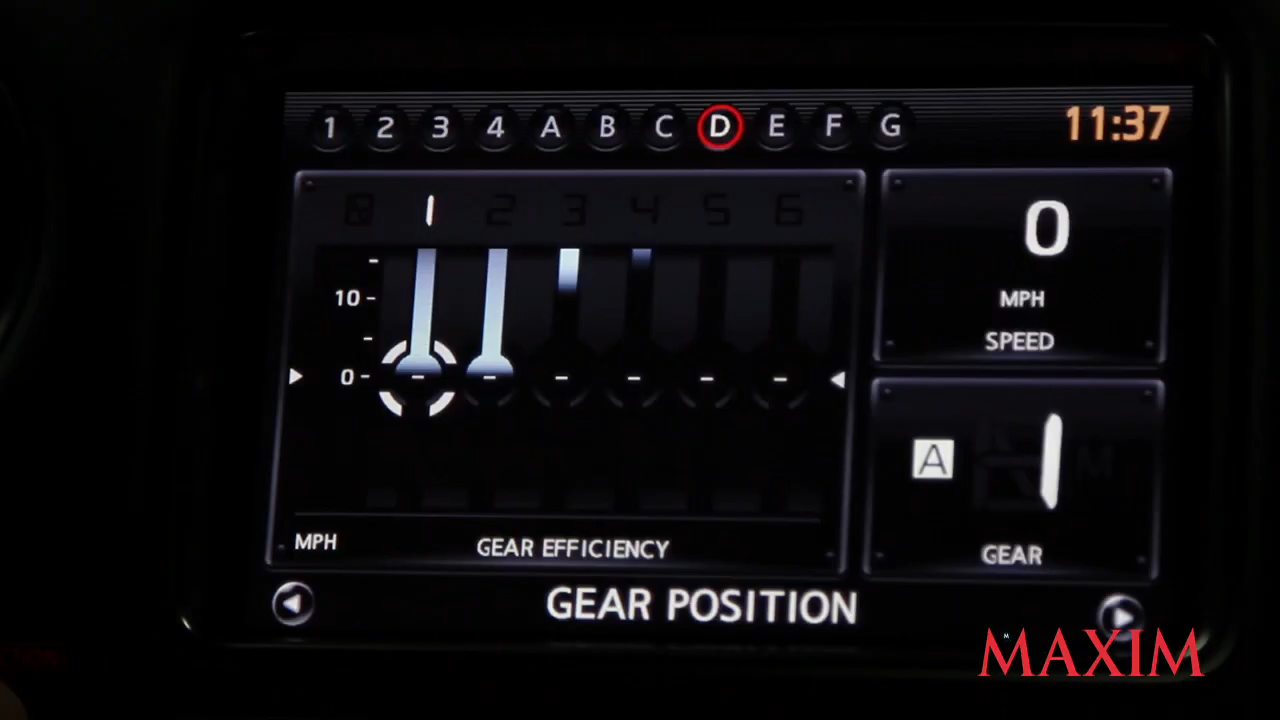 1 2 3 4 A B C D E F G
11:37
1 2 3 4 5 6
10
0
MPH
GEAR EFFICIENCY
0
MPH
SPEED
A 1 M
GEAR
GEAR POSITION
MAXIM